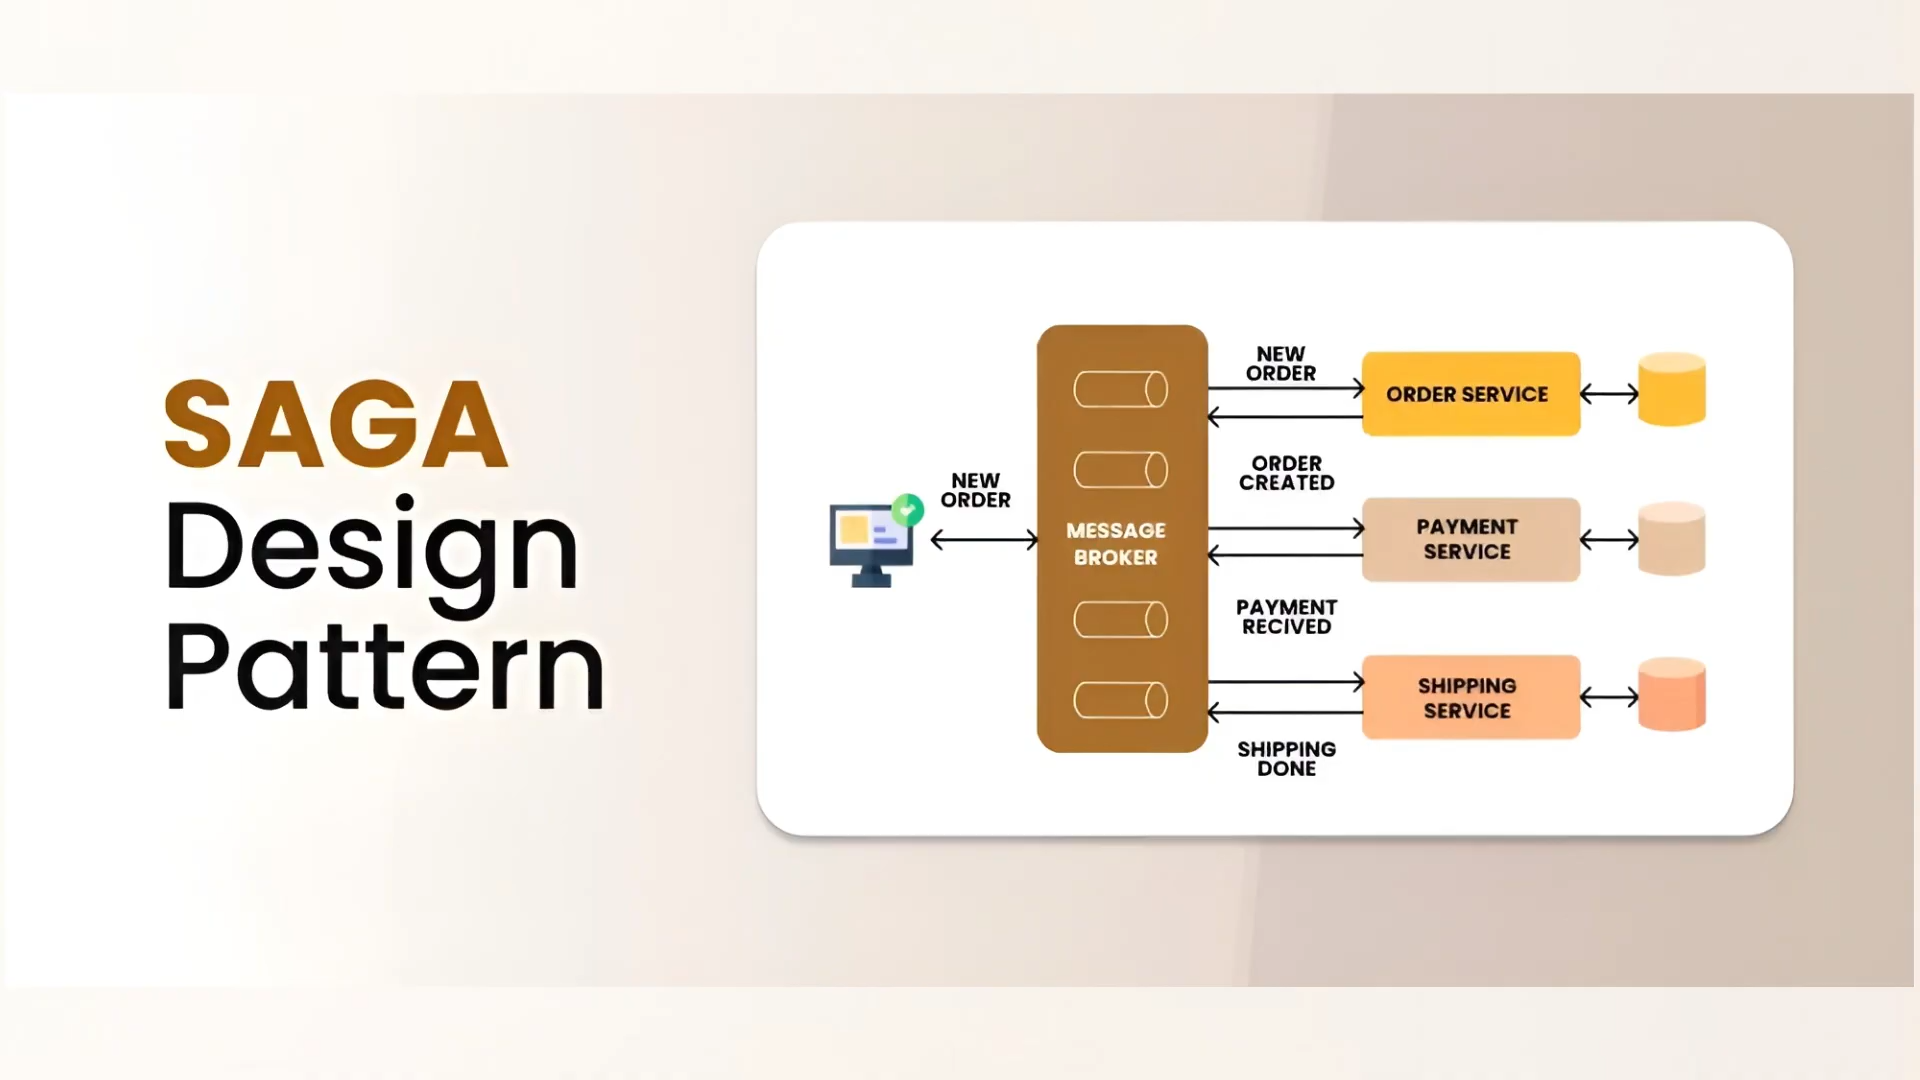 SAGA
Design
Pattern
NEW
ORDER
MESSAGE
BROKER
NEW
ORDER
ORDER
CREATED
PAYMENT
RECIVED
SHIPPING
DONE
ORDER SERVICE
PAYMENT
SERVICE
SHIPPING
SERVICE